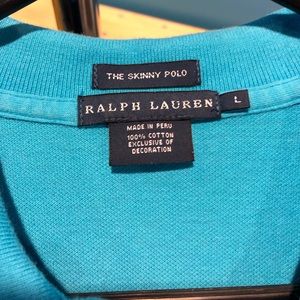 THE SKINNY POLO
RALPH LAUREN
L
MADE IN PERU
100% COTTON
EXCLUSIVE OF
DECORATION